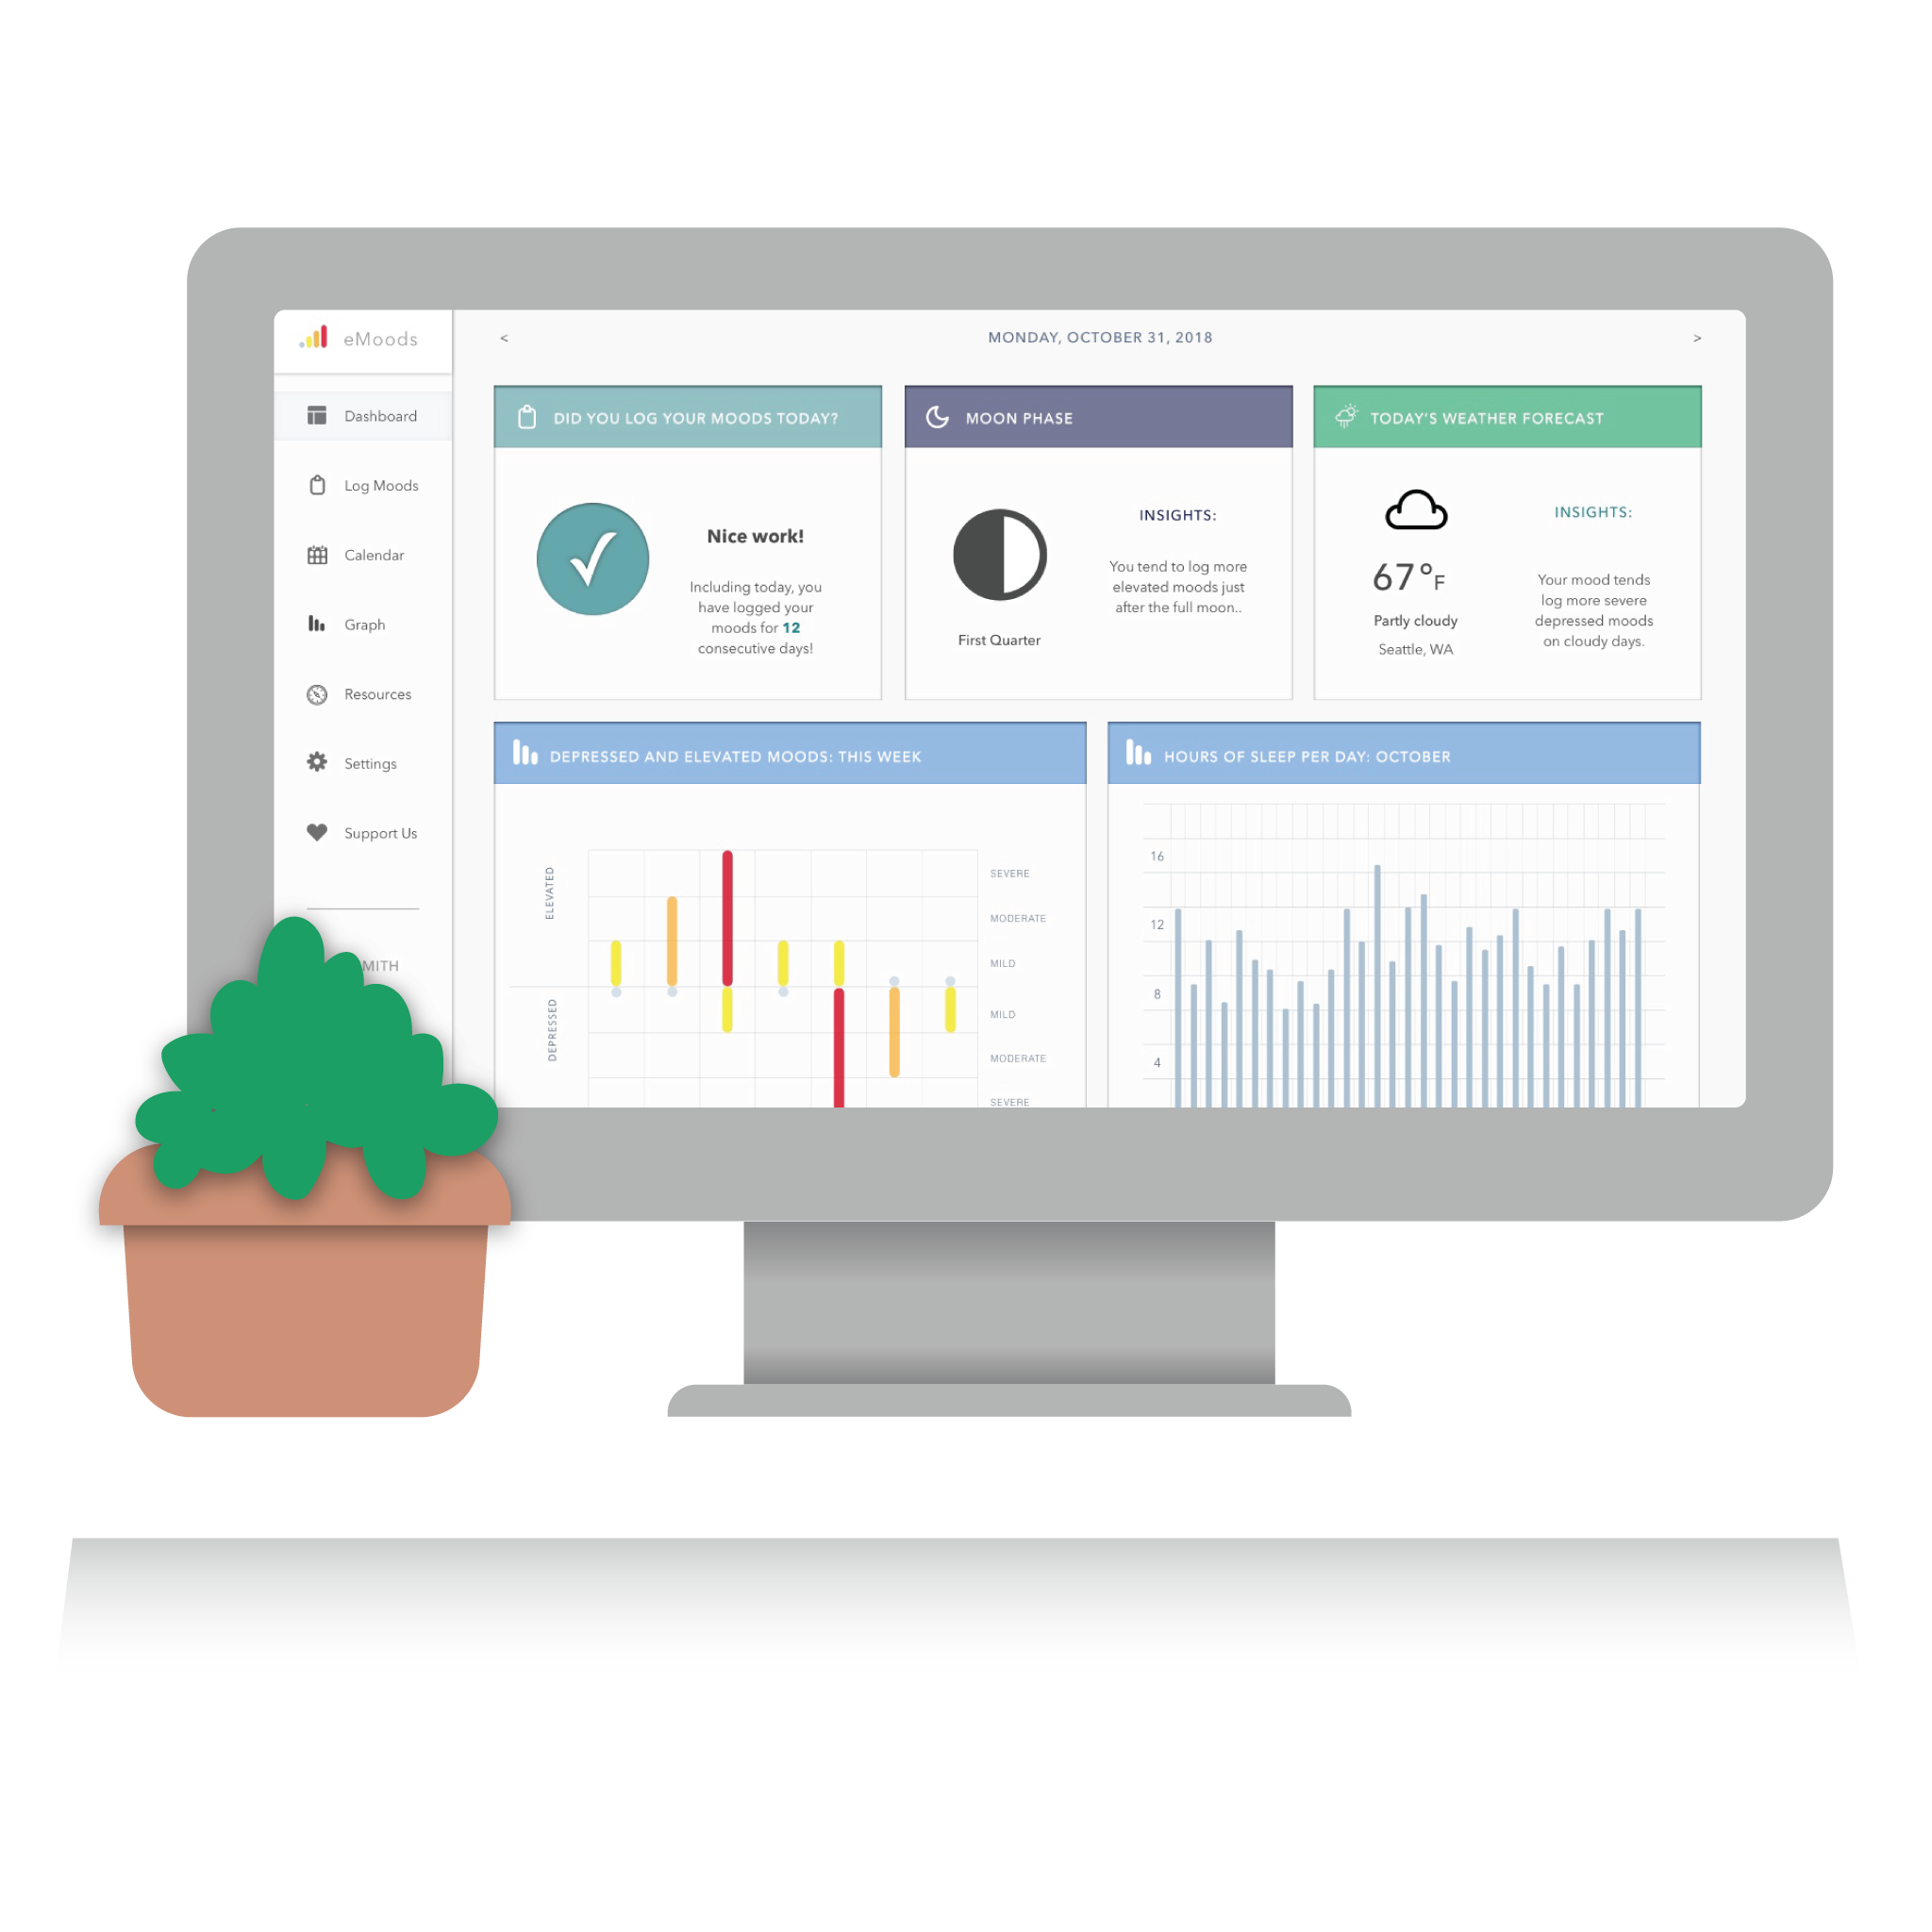 eMoods
Dashboard
Log Moods
Calendar
Graph
Resources
Settings
Support Us
<
MONDAY, OCTOBER 31, 2018
>
DID YOU LOG YOUR MOODS TODAY?
Nice work!
Including today, you
have logged your
moods for 12
consecutive days!
MOON PHASE
First Quarter
INSIGHTS:
You tend to log more
elevated moods just
after the full moon..
TODAY'S WEATHER FORECAST
67°F
Partly cloudy
Seattle, WA
INSIGHTS:
Your mood tends
log more severe
depressed moods
on cloudy days.
DEPRESSED AND ELEVATED MOODS: THIS WEEK
ELEVATED
DEPRESSED
SEVERE
MODERATE
MILD
MILD
MODERATE
SEVERE
HOURS OF SLEEP PER DAY: OCTOBER
16
12
8
4